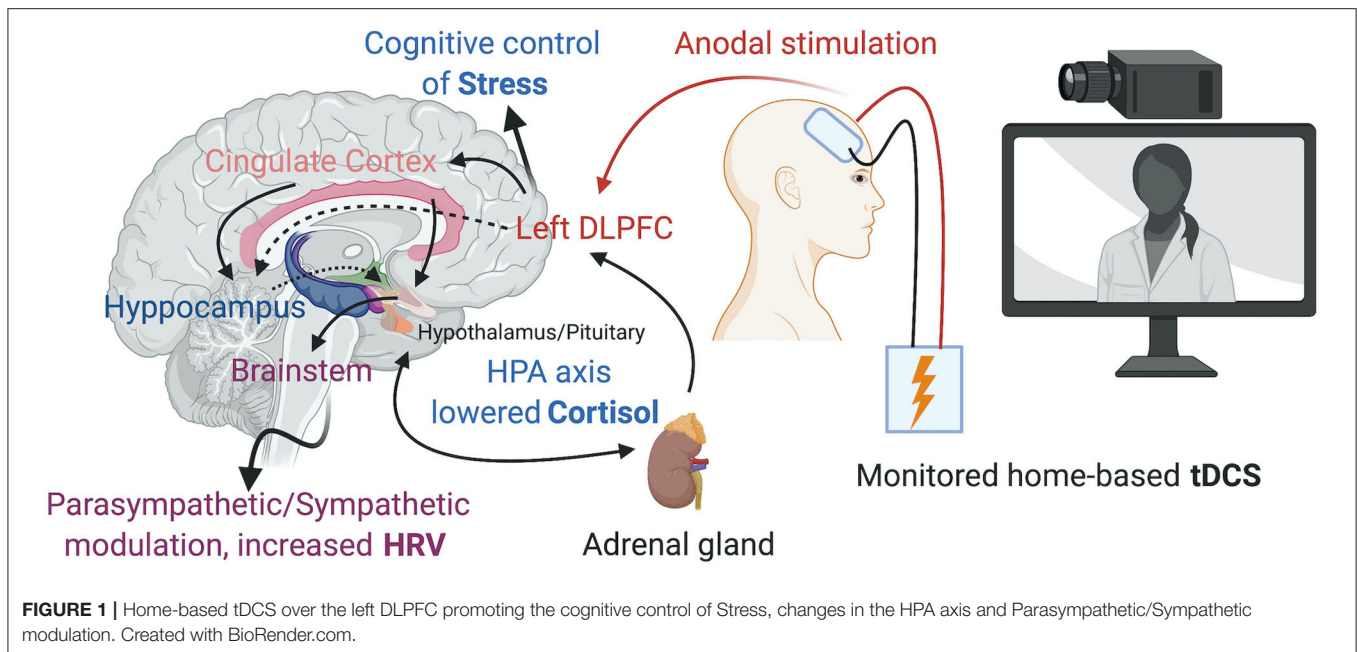 Cognitive control
of Stress
Anodal stimulation
Cingulate Cortex
Left DLPFC
Hyppocampus
Hypothalamus/Pituitary
Brainstem
HPA axis
lowered Cortisol
Parasympathetic/Sympathetic
modulation, increased HRV
Adrenal gland
Monitored home-based tDCS
FIGURE 1 | Home-based tDCS over the left DLPFC promoting the cognitive control of Stress, changes in the HPA axis and Parasympathetic/Sympathetic
modulation. Created with BioRender.com.